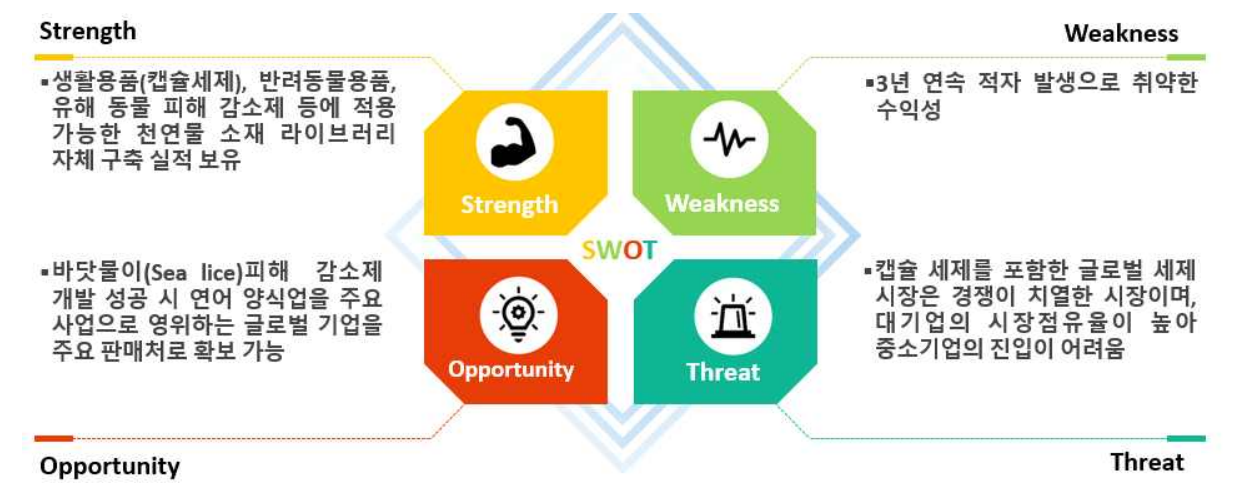 Strength
▪생활용품(캡슐세제), 반려동물용품,
유해 동물 피해 감소제 등에 적용
가능한 천연물 소재 라이브러리
자체 구축 실적 보유
Weakness
▪3년 연속 적자 발생으로 취약한
수익성
Strength
Weakness
SWOT
Opportunity
Threat
▪바닷물이(Sea lice)피해 감소제
개발 성공 시 연어 양식업을 주요
사업으로 영위하는 글로벌 기업을
주요 판매처로 확보 가능
Opportunity
▪캡슐 세제를 포함한 글로벌 세제
시장은 경쟁이 치열한 시장이며,
대기업의 시장점유율이 높아
중소기업의 진입이 어려움
Threat